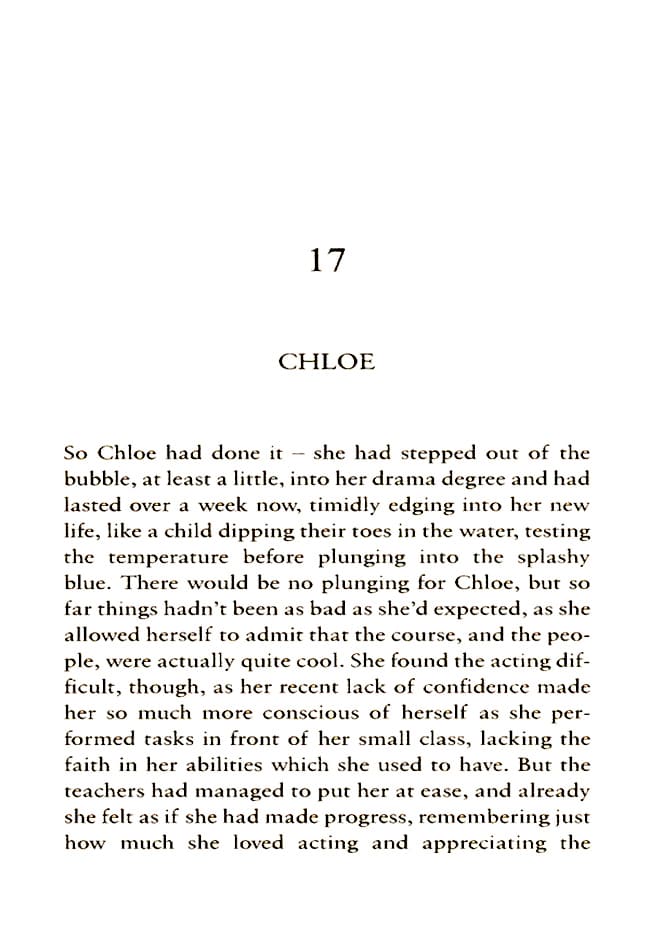 17
CHLOE
So Chloe had done it – she had stepped out of the
bubble, at least a little, into her drama degree and had
lasted over a week now, timidly edging into her new
life, like a child dipping their toes in the water, testing
the temperature before plunging into the splashy
blue. There would be no plunging for Chloe, but so
far things hadn't been as bad as she'd expected, as she
allowed herself to admit that the course, and the peo-
ple, were actually quite cool. She found the acting dif-
ficult, though, as her recent lack of confidence made
her so much more conscious of herself as she per-
formed tasks in front of her small class, lacking the
faith in her abilities which she used to have. But the
teachers had managed to put her at ease, and already
she felt as if she had made progress, remembering just
how much she loved acting and appreciating the